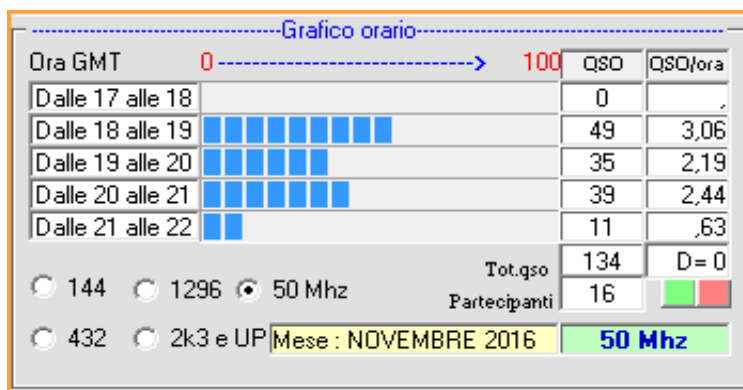 Grafico orario
Ora GMT 0 100 QSO QSO/ora
Dalle 17 alle 18 0 ,
Dalle 18 alle 19 49 3,06
Dalle 19 alle 20 35 2,19
Dalle 20 alle 21 39 2,44
Dalle 21 alle 22 11 ,63
Tot.qso 134 D= 0
144 1296 50 Mhz Partecipanti 16
432 2k3 e UP Mese : NOVEMBRE 2016 50 Mhz